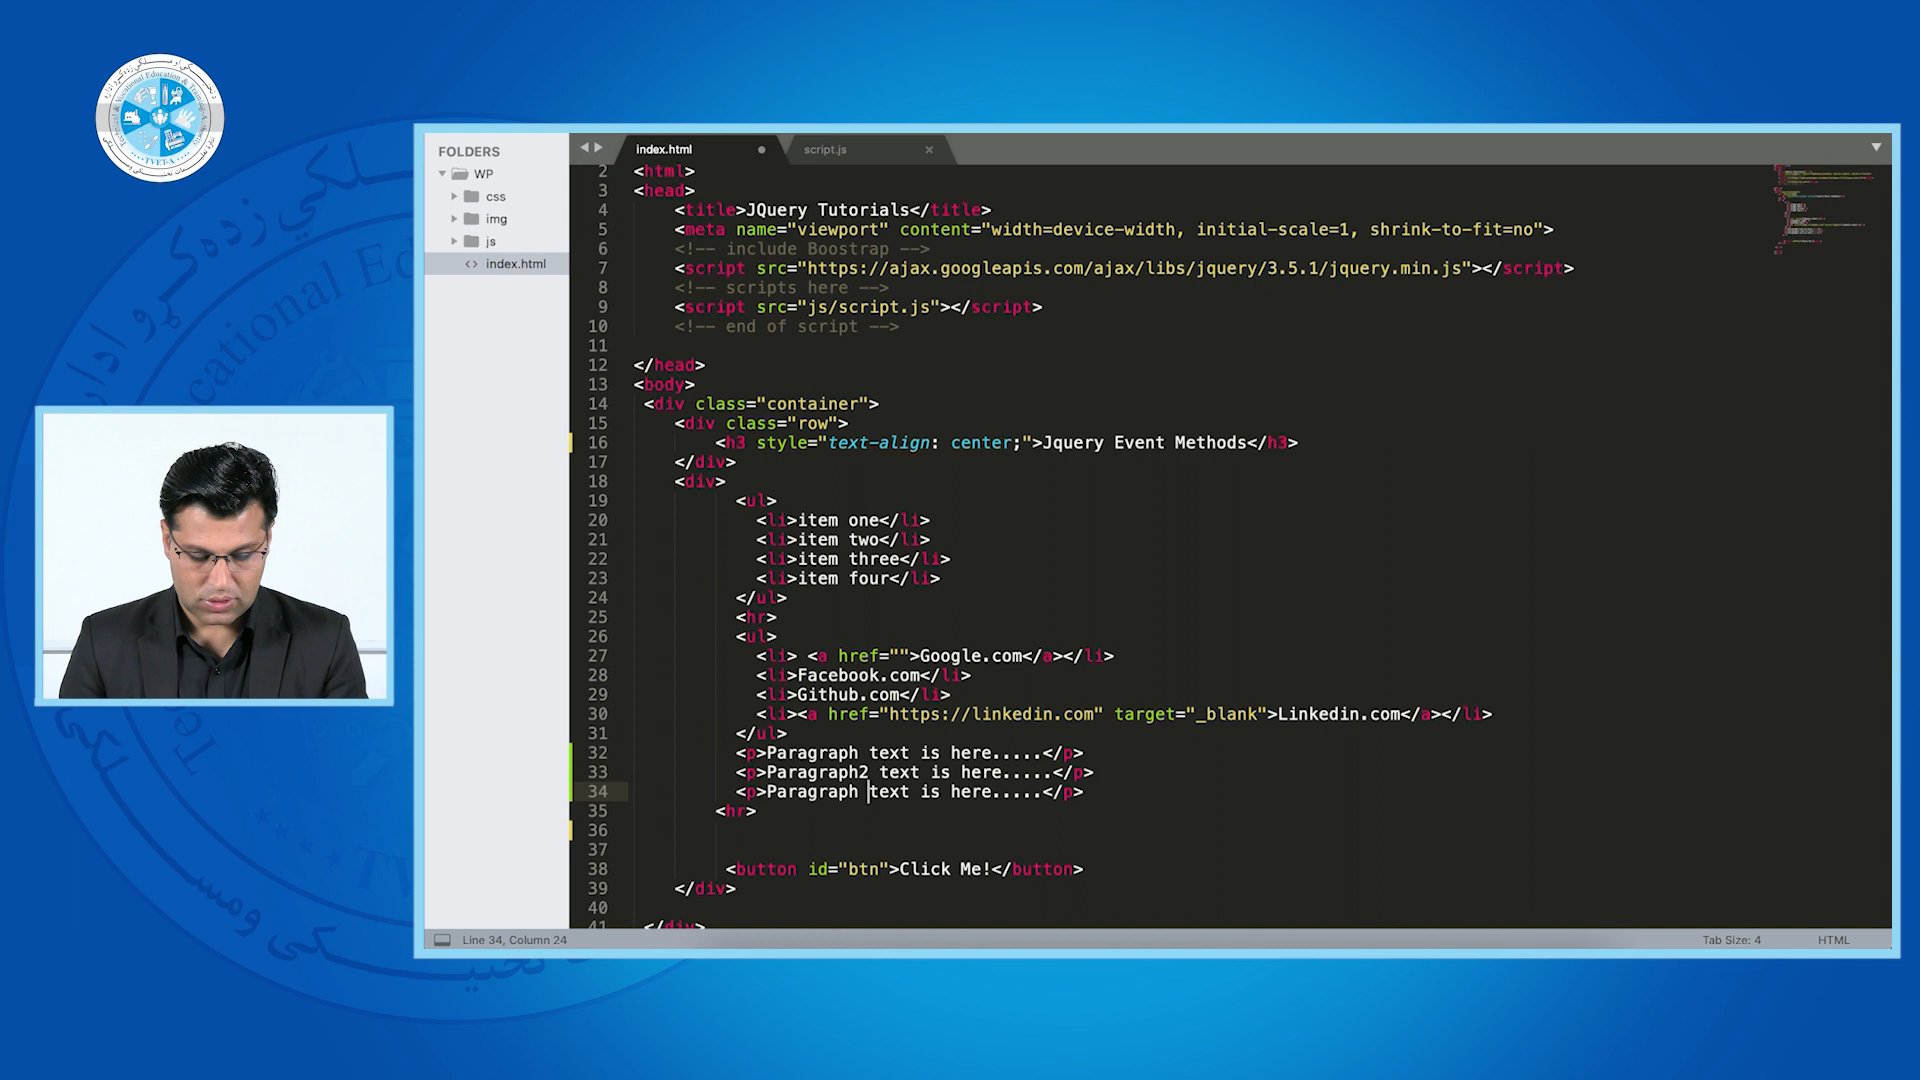 Technical & Vocational Education & Training
TVET-A
FOLDERS
WP
css
img
js
<> index.html
index.html
script.js
2 <html>
3 <head>
4 <title>JQuery Tutorials</title>
5 <meta name="viewport" content="width=device-width, initial-scale=1, shrink-to-fit=no">
6 <!-- include Boostrap -->
7 <script src="https://ajax.googleapis.com/ajax/libs/jquery/3.5.1/jquery.min.js"></script>
8 <!-- scripts here -->
9 <script src="js/script.js"></script>
10 <!-- end of script -->
11
12 </head>
13 <body>
14 <div class="container">
15 <div class="row">
16 <h3 style="text-align: center;">Jquery Event Methods</h3>
17 </div>
18 <div>
19 <ul>
20 <li>item one</li>
21 <li>item two</li>
22 <li>item three</li>
23 <li>item four</li>
24 </ul>
25 <hr>
26 <ul>
27 <li> <a href="">Google.com</a></li>
28 <li>Facebook.com</li>
29 <li>Github.com</li>
30 <li><a href="https://linkedin.com" target="_blank">Linkedin.com</a></li>
31 </ul>
32 <p>Paragraph text is here.....</p>
33 <p>Paragraph2 text is here.....</p>
34 <p>Paragraph text is here.....</p>
35 <hr>
36
37
38 <button id="btn">Click Me!</button>
39 </div>
40
41 </div>
Line 34, Column 24
Tab Size: 4
HTML